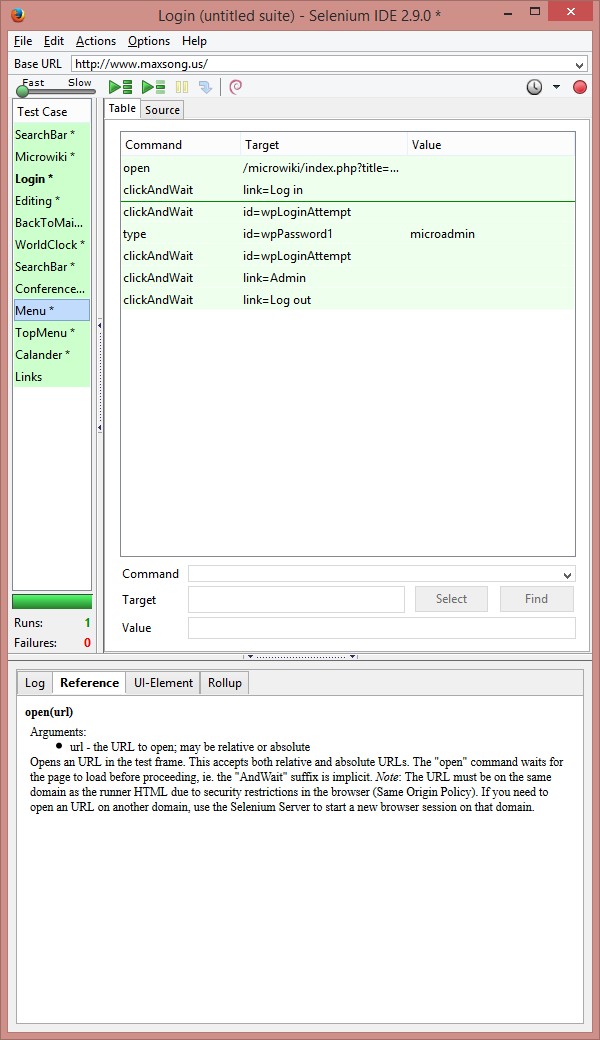 Login (untitled suite) - Selenium IDE 2.9.0 *
File Edit Actions Options Help
Base URL http://www.maxsong.us/
Fast Slow
Table Source
Test Case
SearchBar *
Microwiki *
Login *
Editing *
BackToMai...
WorldClock *
SearchBar *
Conference...
Menu *
TopMenu *
Calander *
Links
Runs: 1
Failures: 0
Command Target Value
open /microwiki/index.php?title=...
clickAndWait link=Log in
clickAndWait id=wpLoginAttempt
type id=wpPassword1 microadmin
clickAndWait id=wpLoginAttempt
clickAndWait link=Admin
clickAndWait link=Log out
Command
Target Select Find
Value
Log Reference UI-Element Rollup
open(url)
Arguments:
• url - the URL to open; may be relative or absolute
Opens an URL in the test frame. This accepts both relative and absolute URLs. The "open" command waits
for the page to load before proceeding, ie. the "AndWait" suffix is implicit. Note: The URL must be on the same
domain as the runner HTML due to security restrictions in the browser (Same Origin Policy). If you need to
open an URL on another domain, use the Selenium Server to start a new browser session on that domain.